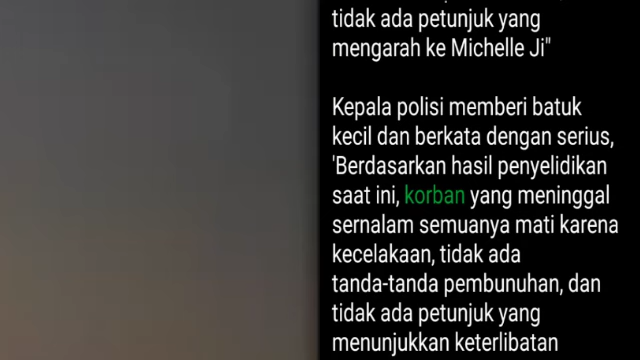 tidak ada petunjuk yang
mengarah ke Michelle Ji"
Kepala polisi memberi batuk
kecil dan berkata dengan serius,
'Berdasarkan hasil penyelidikan
saat ini, korban yang meninggal
sernalam semuanya mati karena
kecelakaan, tidak ada
tanda-tanda pembunuhan, dan
tidak ada petunjuk yang
menunjukkan keterlibatan